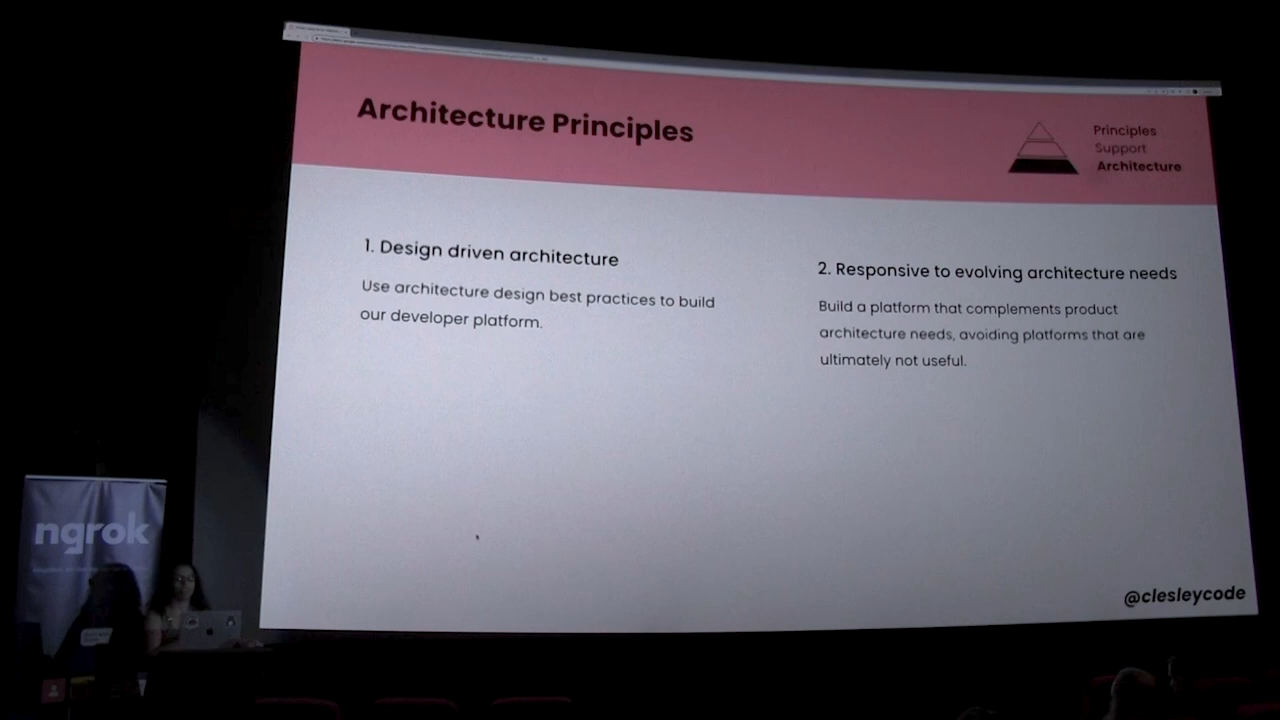 Architecture Principles
Principles
Support
Architecture
1. Design driven architecture
Use architecture design best practices to build
our developer platform.
2. Responsive to evolving architecture needs
Build a platform that complements product
architecture needs, avoiding platforms that are
ultimately not useful.
@clesleycode
ngrok